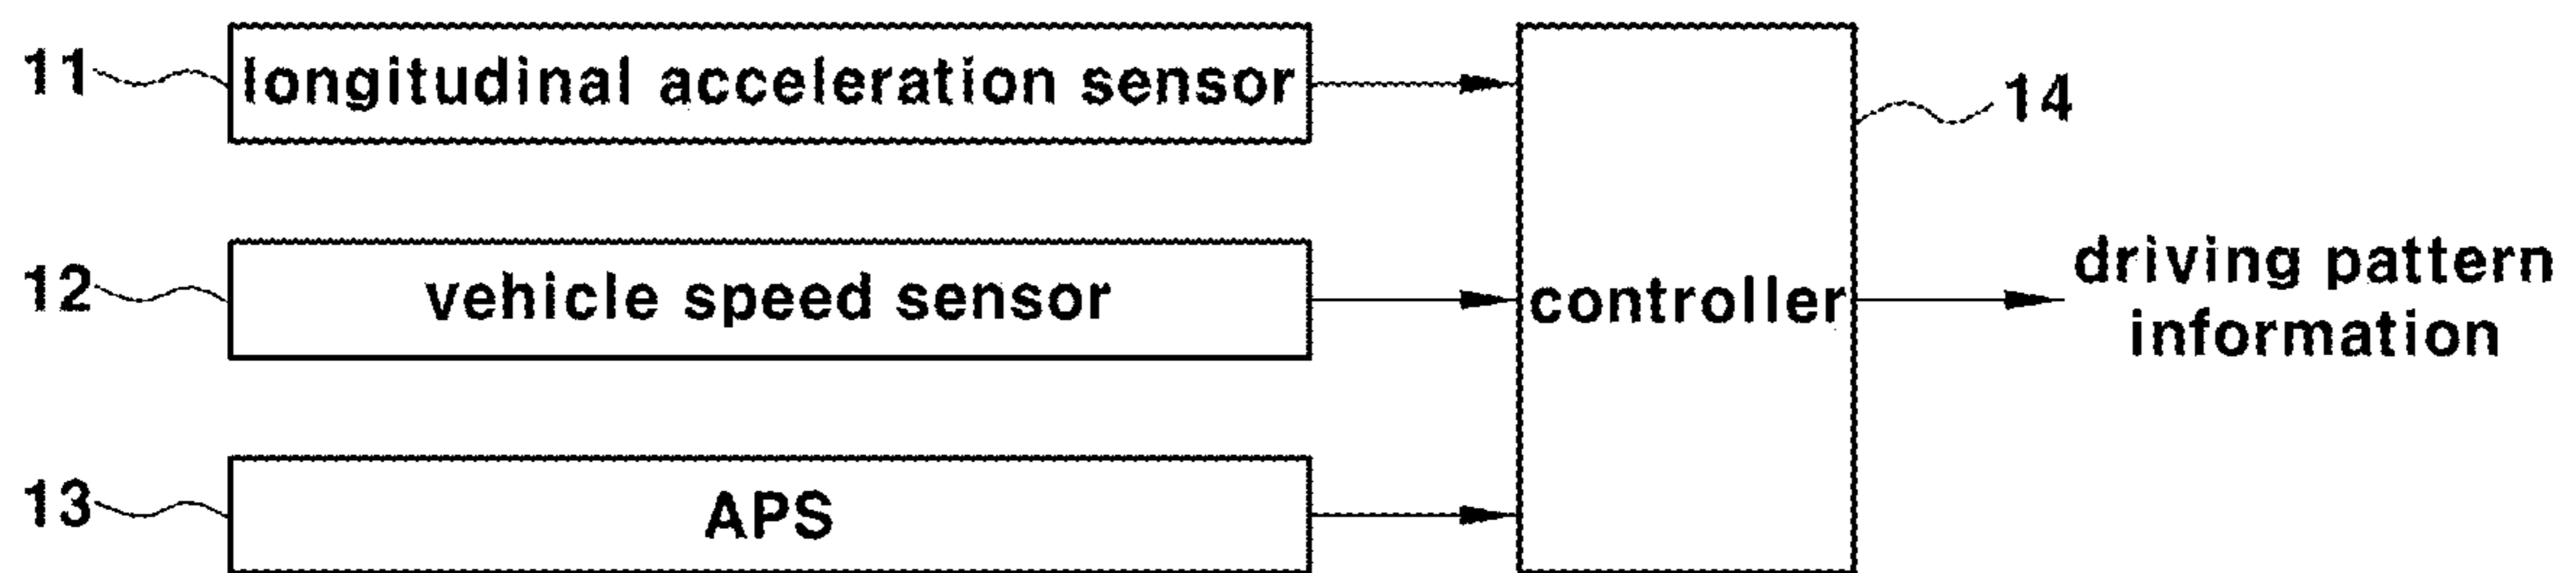 11
longitudinal acceleration sensor
14
12
vehicle speed sensor
controller
driving pattern
information
13
APS